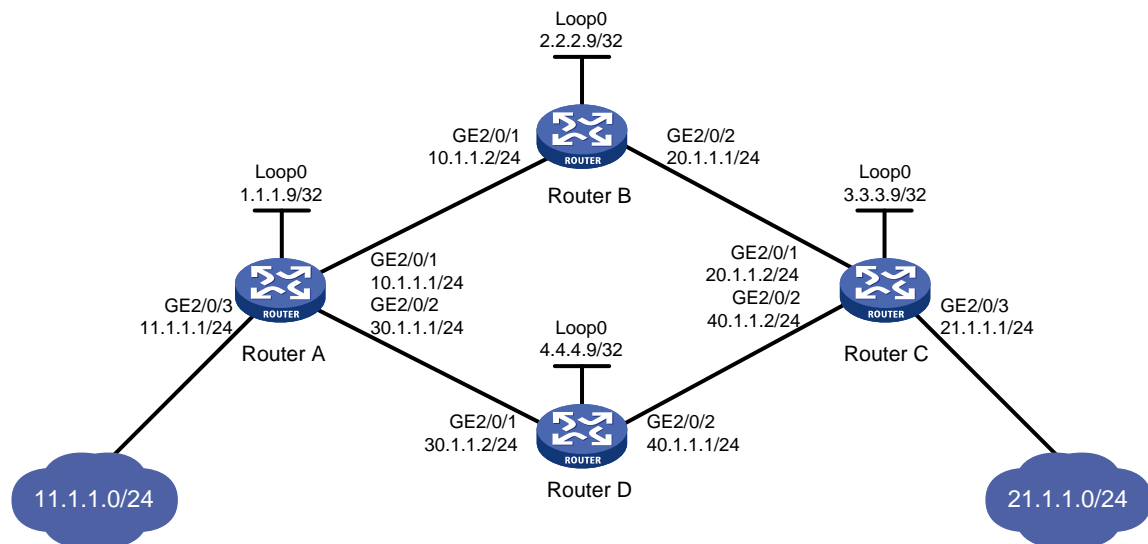 Loop0
2.2.2.9/32
GE2/0/1
10.1.1.2/24
ROUTER
GE2/0/2
20.1.1.1/24
Router B
Loop0
1.1.1.9/32
Loop0
3.3.3.9/32
GE2/0/3
11.1.1.1/24
ROUTER
GE2/0/1
10.1.1.1/24
GE2/0/2
30.1.1.1/24
Router A
GE2/0/1
20.1.1.2/24
GE2/0/2
40.1.1.2/24
ROUTER
GE2/0/3
21.1.1.1/24
Router C
Loop0
4.4.4.9/32
GE2/0/1
30.1.1.2/24
ROUTER
GE2/0/2
40.1.1.1/24
Router D
11.1.1.0/24
21.1.1.0/24